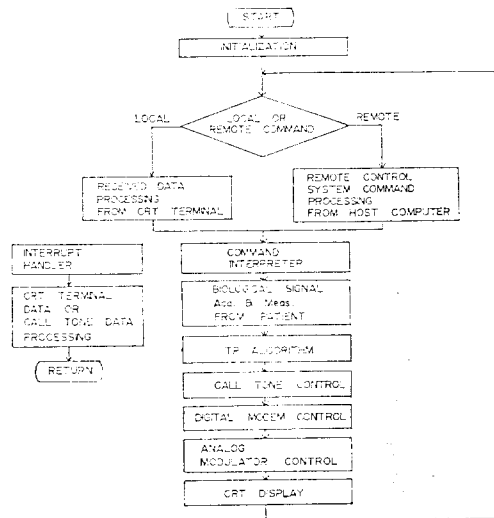 START
INITIALIZATION
LOCAL
LOCAL OR
REMOTE COMMAND
REMOTE
RECEIVED DATA
PROCESSING
FROM CRT TERMINAL
REMOTE CONTROL
SYSTEM COMMAND
PROCESSING
FROM HOST COMPUTER
INTERRUPT
HANDLER
CRT TERMINAL
DATA OR
CALL TONE DATA
PROCESSING
RETURN
COMMAND
INTERPRETER
BIOLOGICAL SIGNAL
Acq. & Meas.
FROM PATIENT
ALGORITHM
CALL TONE CONTROL
DIGITAL MODEM CONTROL
ANALOG
MODULATOR CONTROL
CRT DISPLAY